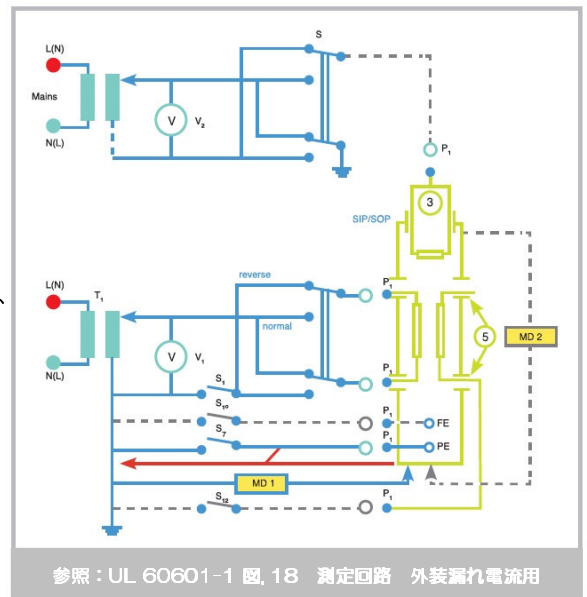 L(N)
Mains
N(L)
V
V2
S
P1
3
SIP/SOP
L(N)
T1
N(L)
V
V1
reverse
normal
P1
5
MD 2
P1
S1
S10
P1
FE
S7
P1
PE
MD 1
S12
P1
参照：UL 60601-1 図, 18 測定回路 外装漏れ電流用